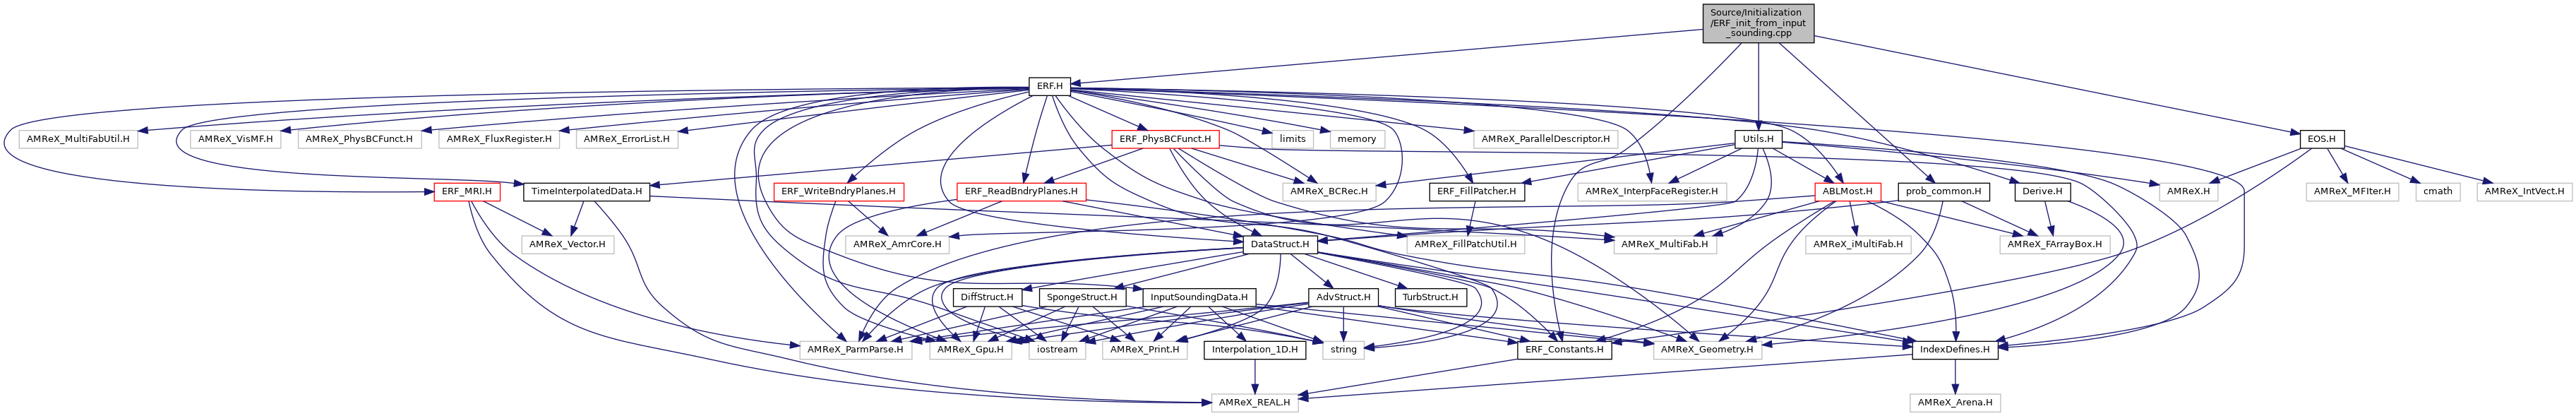 Source/Initialization
/ERF_init_from_input
_sounding.cpp
ERF.H
AMReX_MultiFabUtil.H
AMReX_VisMF.H
AMReX_PhysBCFunct.H
AMReX_FluxRegister.H
AMReX_ErrorList.H
ERF_PhysBCFunct.H
limits
memory
AMReX_ParallelDescriptor.H
Utils.H
EOS.H
ERF_MRI.H
TimeInterpolatedData.H
ERF_WriteBndryPlanes.H
ERF_ReadBndryPlanes.H
AMReX_BCRec.H
ERF_FillPatcher.H
AMReX_InterpFaceRegister.H
ABLMost.H
prob_common.H
Derive.H
AMReX.H
AMReX_MFIter.H
cmath
AMReX_IntVect.H
AMReX_Vector.H
AMReX_AmrCore.H
DataStruct.H
AMReX_FillPatchUtil.H
AMReX_MultiFab.H
AMReX_iMultiFab.H
AMReX_FArrayBox.H
DiffStruct.H
SpongeStruct.H
InputSoundingData.H
AdvStruct.H
TurbStruct.H
AMReX_ParmParse.H
AMReX_Gpu.H
iostream
AMReX_Print.H
Interpolation_1D.H
string
ERF_Constants.H
AMReX_Geometry.H
IndexDefines.H
AMReX_REAL.H
AMReX_Arena.H